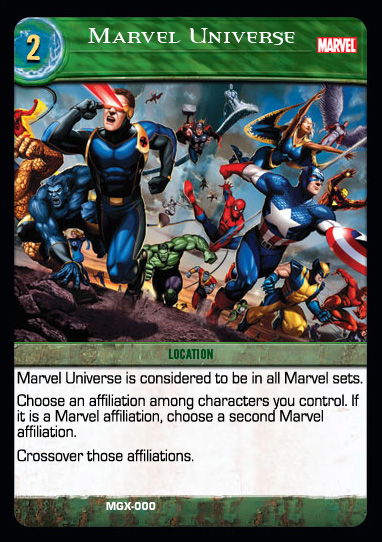 2
Marvel Universe
MARVEL
LOCATION
Marvel Universe is considered to be in all Marvel sets.
Choose an affiliation among characters you control. If
it is a Marvel affiliation, choose a second Marvel
affiliation.
Crossover those affiliations.
MGX-000